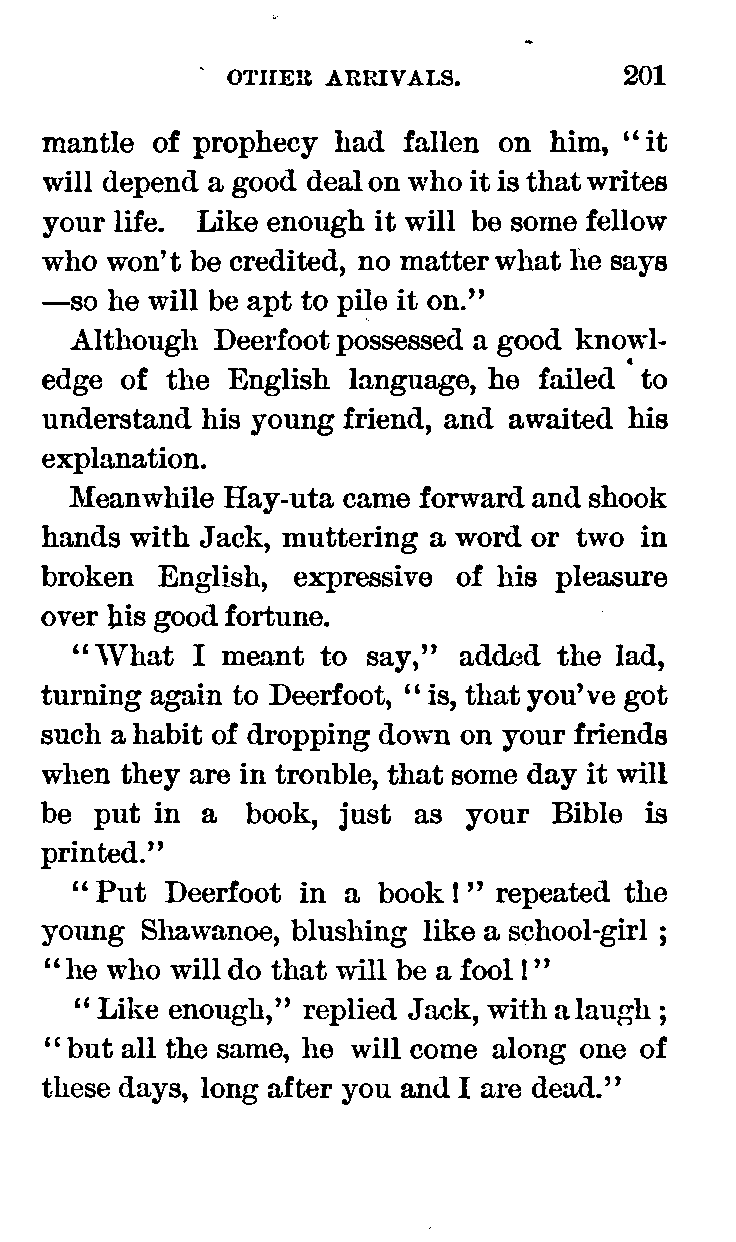 OTHER ARRIVALS. 201
mantle of prophecy had fallen on him, "it
will depend a good deal on who it is that writes
your life. Like enough it will be some fellow
who won't be credited, no matter what he says
—so he will be apt to pile it on."
Although Deerfoot possessed a good knowl-
edge of the English language, he failed to
understand his young friend, and awaited his
explanation.
Meanwhile Hay-uta came forward and shook
hands with Jack, muttering a word or two in
broken English, expressive of his pleasure
over his good fortune.
"What I meant to say," added the lad,
turning again to Deerfoot, "is, that you've got
such a habit of dropping down on your friends
when they are in trouble, that some day it will
be put in a book, just as your Bible is
printed."
"Put Deerfoot in a book!" repeated the
young Shawanoe, blushing like a school-girl;
"he who will do that will be a fool!"
"Like enough," replied Jack, with a laugh;
"but all the same, he will come along one of
these days, long after you and I are dead."